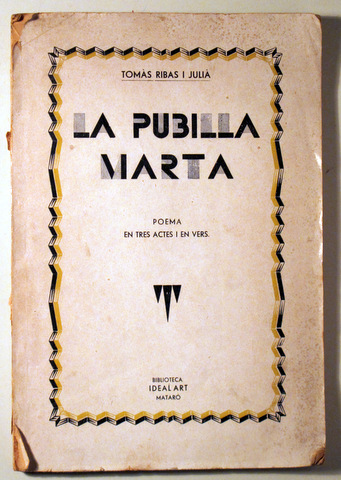 TOMÀS RIBAS I JULIÀ
LA PUBILLA
MARTA
POEMA
EN TRES ACTES I EN VERS.
BIBLIOTECA
IDEAL ART
MATARÓ